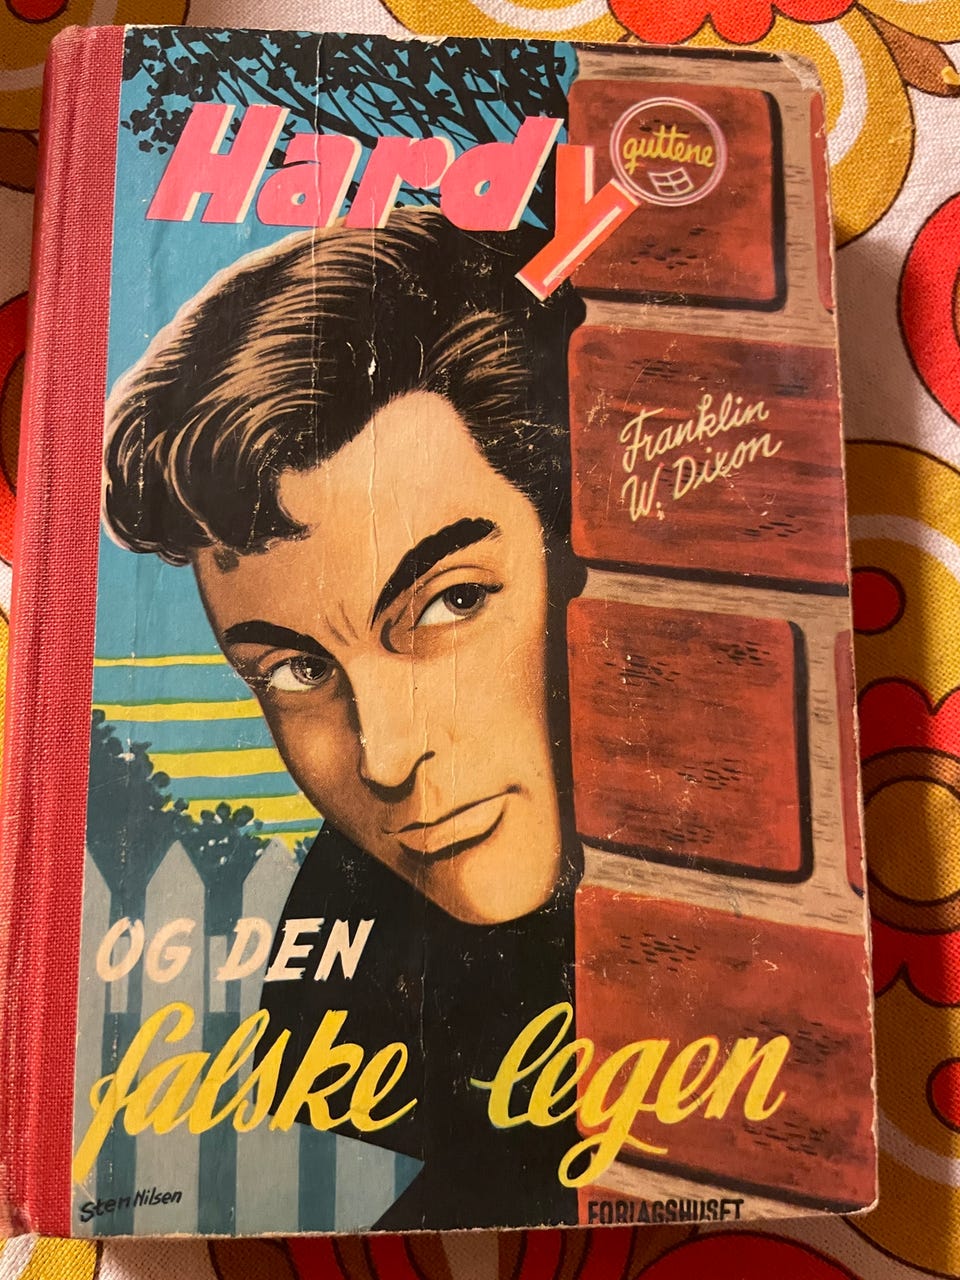 Hardy
guttene
Franklin
W. Dixon
OG DEN
falske legen
Sten Nilsen
FORLAGSHUSET